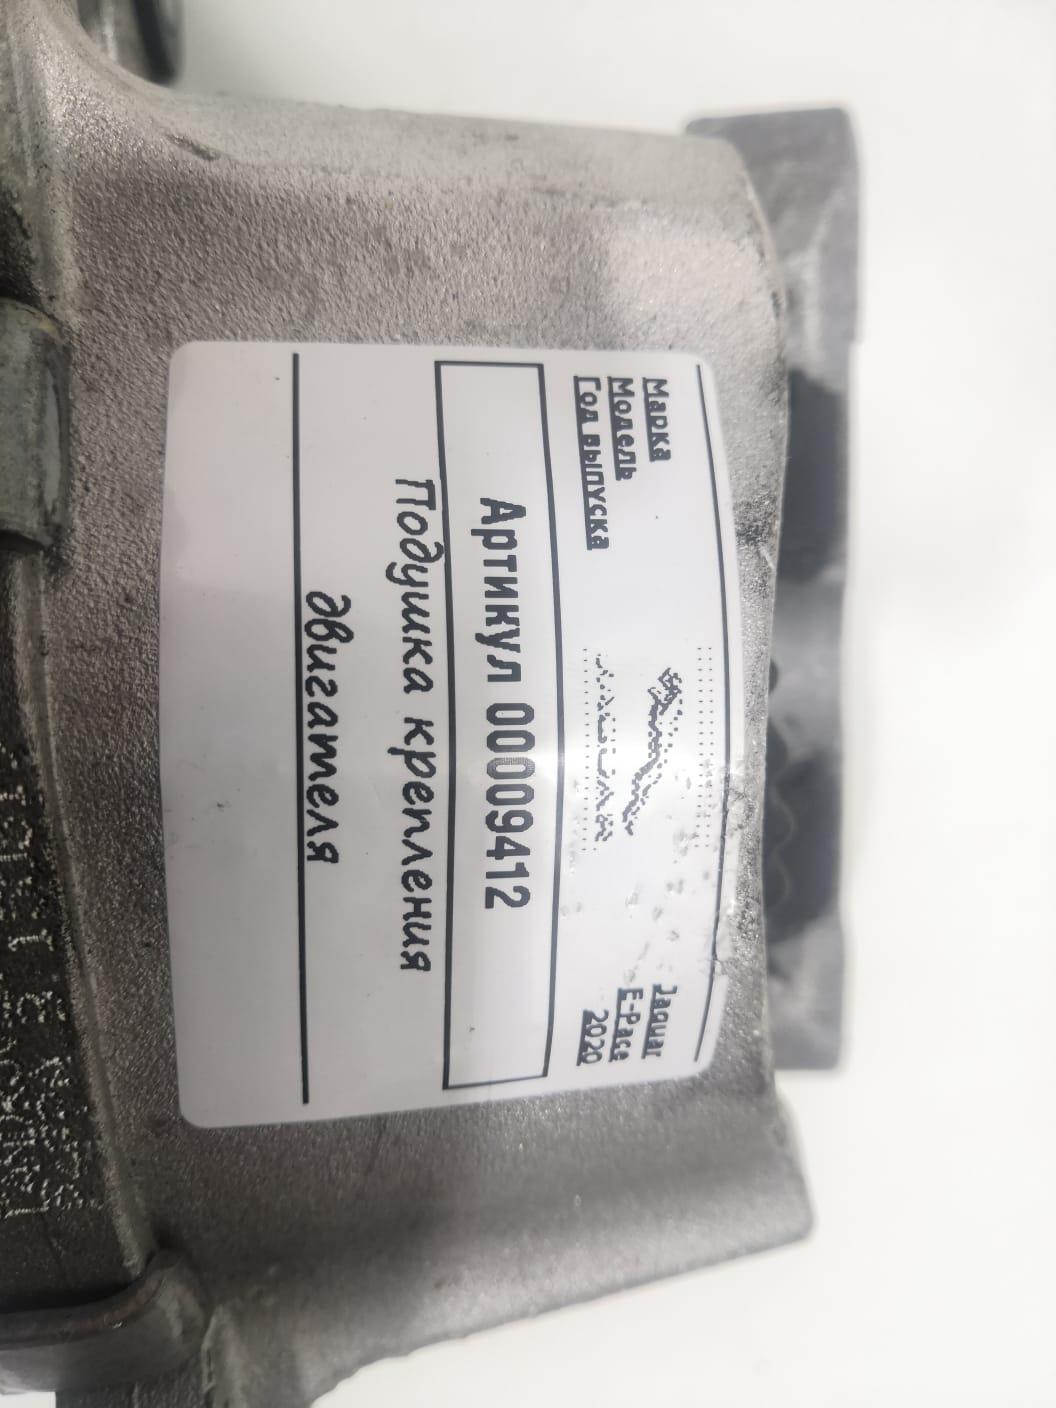 Марка Jaguar
Модель E-Pace
Год выпуска 2020
Артикул 00009412
Подушка крепления
двигателя